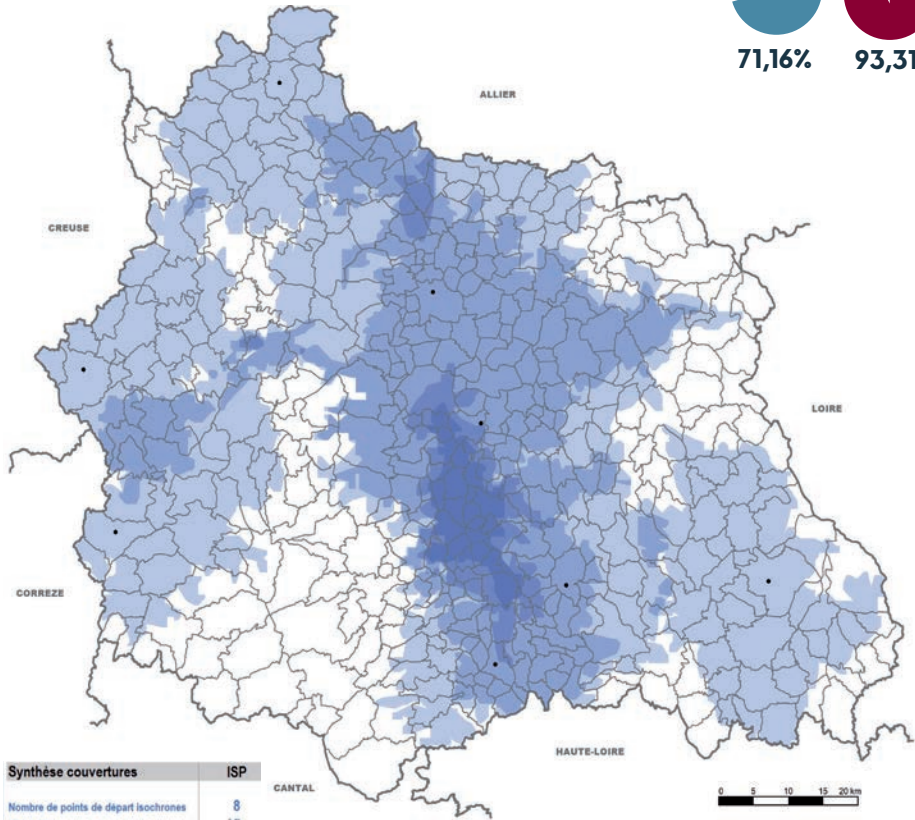 71,16% 93,31
ALLIER
CREUSE
LOIRE
CORREZE
HAUTE-LOIRE
CANTAL
Synthèse couvertures ISP
Nombre de points de départ isochrones 8
0 5 10 15 20 km